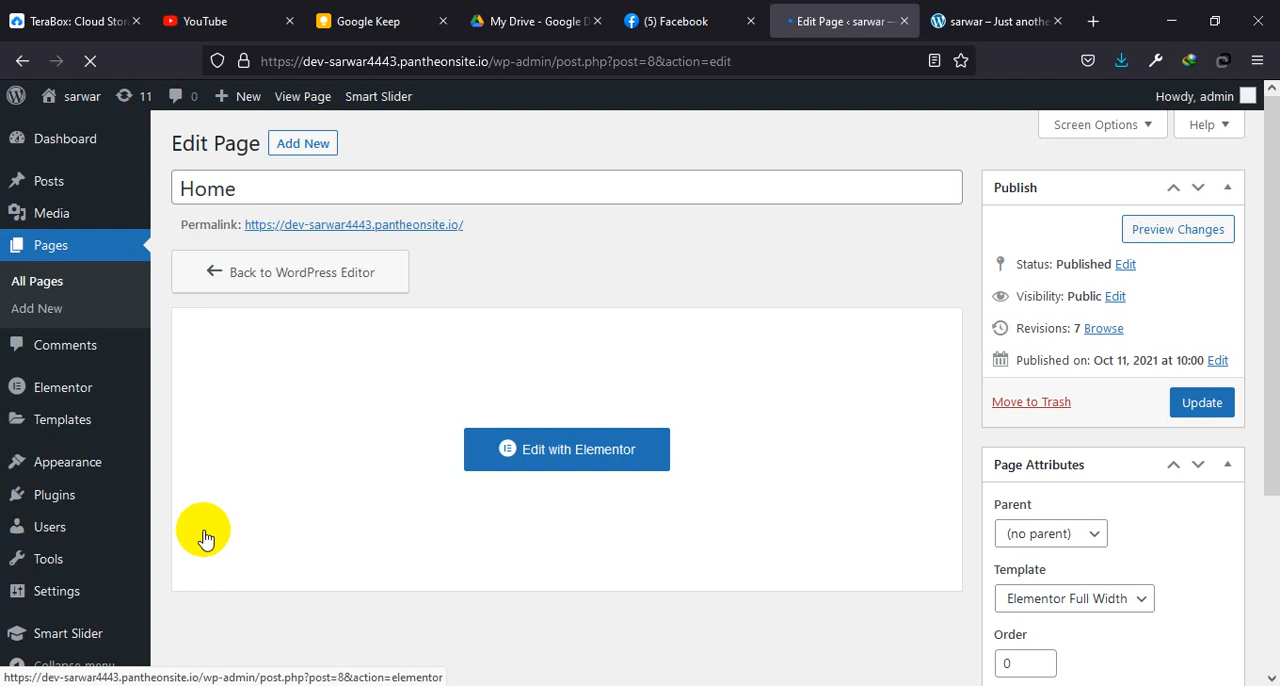 TeraBox: Cloud Stor
YouTube
Google Keep
My Drive - Google D
(5) Facebook
Edit Page ‹ sarwar —
sarwar – Just anothe
https://dev-sarwar4443.pantheonsite.io/wp-admin/post.php?post=8&action=edit
sarwar
11
0
New
View Page
Smart Slider
Howdy, admin
Dashboard
Posts
Media
Pages
All Pages
Add New
Comments
Elementor
Templates
Appearance
Plugins
Users
Tools
Settings
Smart Slider
Collapse menu
Edit Page
Add New
Screen Options
Help
Home
Permalink: https://dev-sarwar4443.pantheonsite.io/
Back to WordPress Editor
Edit with Elementor
Publish
Preview Changes
Status: Published Edit
Visibility: Public Edit
Revisions: 7 Browse
Published on: Oct 11, 2021 at 10:00 Edit
Move to Trash
Update
Page Attributes
Parent
(no parent)
Template
Elementor Full Width
Order
0
https://dev-sarwar4443.pantheonsite.io/wp-admin/post.php?post=8&action=elementor